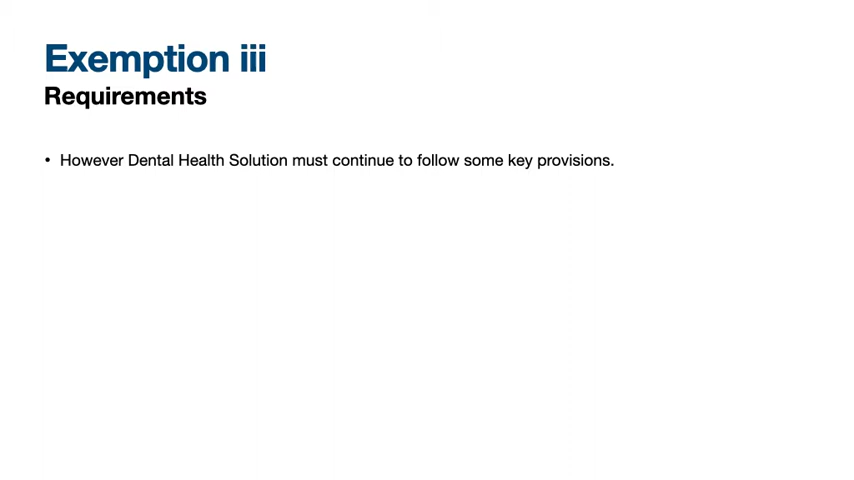 Exemption iii
Requirements
• However Dental Health Solution must continue to follow some key provisions.